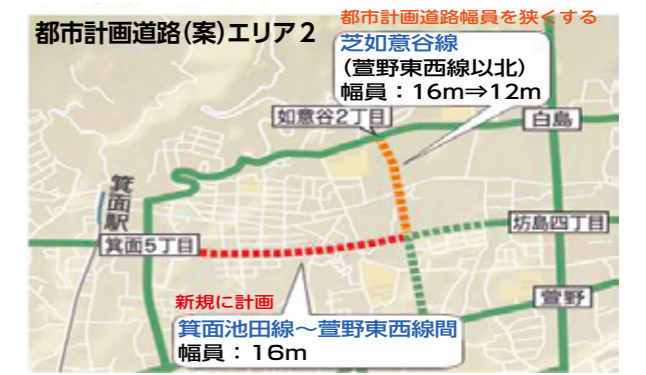 都市計画道路幅員を狭くする
都市計画道路(案)エリア2
芝如意谷線
(萱野東西線以北)
幅員：16m⇒12m
如意谷2丁目
白島
箕面駅
坊島四丁目
箕面5丁目
萱野
新規に計画
箕面池田線～萱野東西線間
幅員：16m